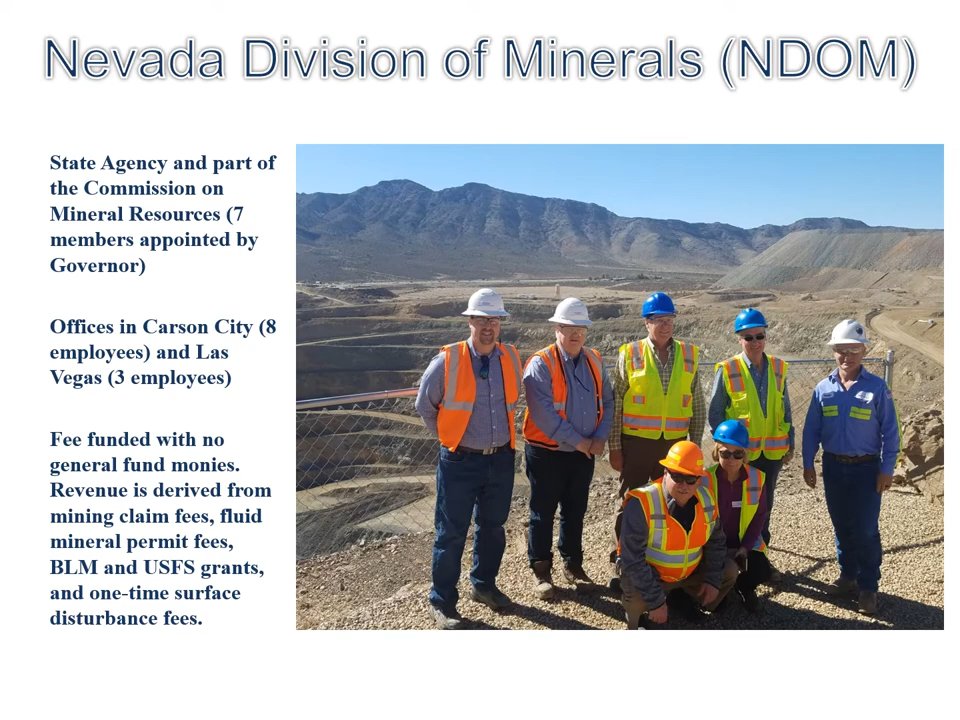 Nevada Division of Minerals (NDOM)
State Agency and part of
the Commission on
Mineral Resources (7
members appointed by
Governor)
Offices in Carson City (8
employees) and Las
Vegas (3 employees)
Fee funded with no
general fund monies.
Revenue is derived from
mining claim fees, fluid
mineral permit fees,
BLM and USFS grants,
and one-time surface
disturbance fees.